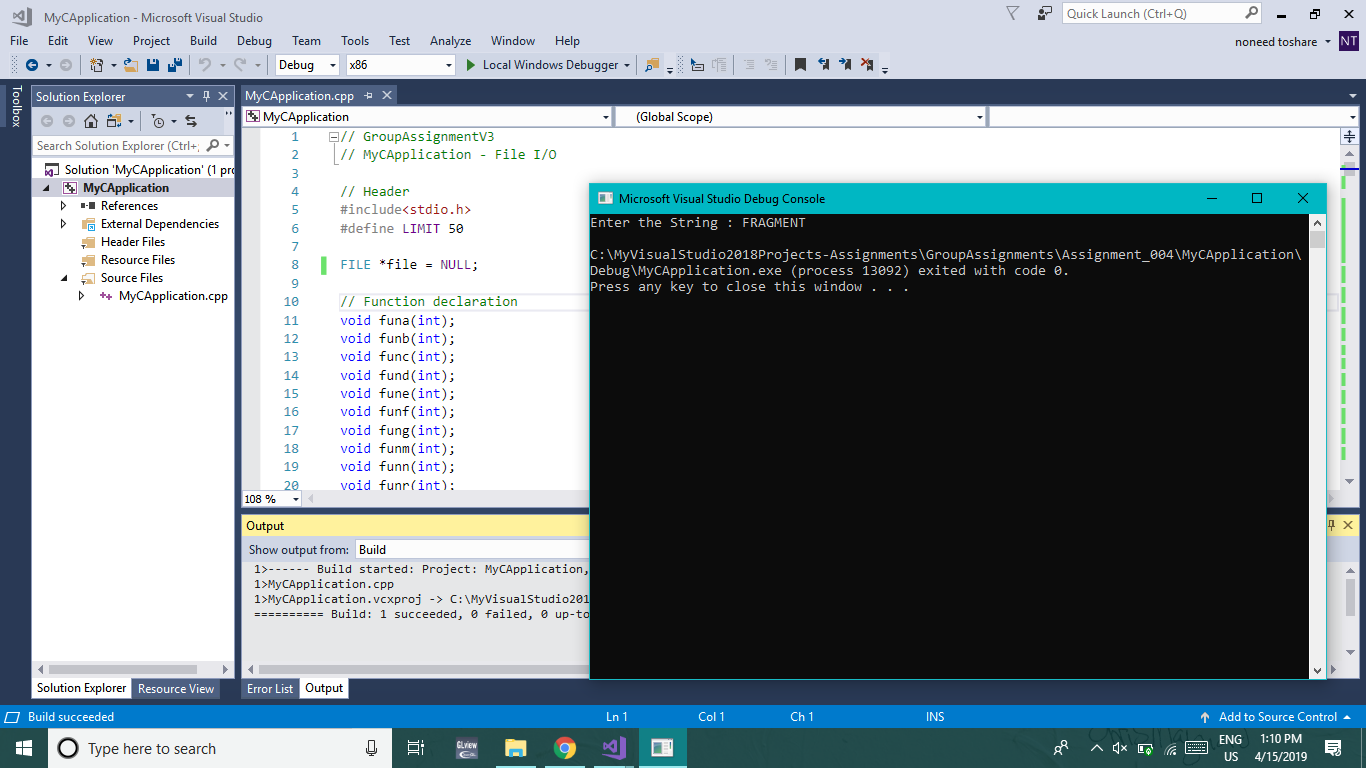 MyCApplication - Microsoft Visual Studio
Quick Launch (Ctrl+Q)
File Edit View Project Build Debug Team Tools Test Analyze Window Help
noneed toshare NT
Debug x86 Local Windows Debugger
Toolbox
Solution Explorer
Search Solution Explorer (Ctrl+;
Solution 'MyCApplication' (1 pro
MyCApplication
References
External Dependencies
Header Files
Resource Files
Source Files
MyCApplication.cpp
Solution Explorer Resource View
MyCApplication.cpp
MyCApplication (Global Scope)
1 // GroupAssignmentV3
2 // MyCApplication - File I/O
3
4 // Header
5 #include<stdio.h>
6 #define LIMIT 50
7
8 FILE *file = NULL;
9
10 // Function declaration
11 void funa(int);
12 void funb(int);
13 void func(int);
14 void fund(int);
15 void fune(int);
16 void funf(int);
17 void fung(int);
18 void funm(int);
19 void funn(int);
20 void funr(int);
108 %
Output
Show output from: Build
1>------ Build started: Project: MyCApplication,
1>MyCApplication.cpp
1>MyCApplication.vcxproj -> C:\MyVisualStudio201
========== Build: 1 succeeded, 0 failed, 0 up-to
Error List Output
Microsoft Visual Studio Debug Console
Enter the String : FRAGMENT
C:\MyVisualStudio2018Projects-Assignments\GroupAssignments\Assignment_004\MyCApplication\
Debug\MyCApplication.exe (process 13092) exited with code 0.
Press any key to close this window . . .
Build succeeded Ln 1 Col 1 Ch 1 INS Add to Source Control
Type here to search
GLview
ENG
US
1:10 PM
4/15/2019